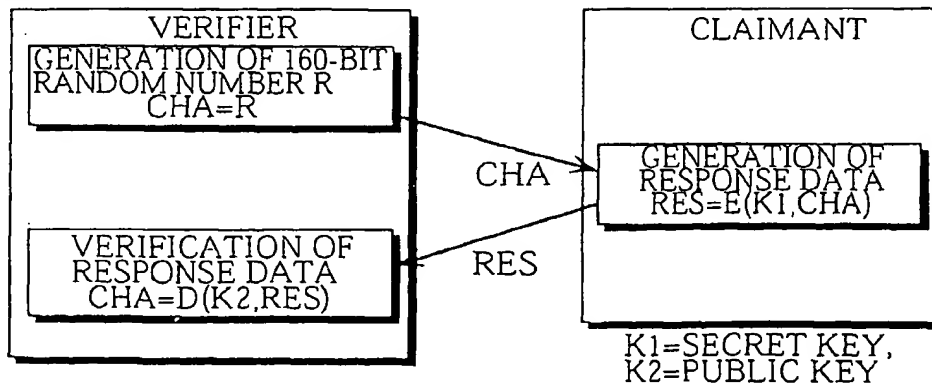 VERIFIER
GENERATION OF 160-BIT
RANDOM NUMBER R
CHA=R
CHA
RES
VERIFICATION OF
RESPONSE DATA
CHA=D(K2,RES)
CLAIMANT
GENERATION OF
RESPONSE DATA
RES=E(K1,CHA)
K1=SECRET KEY,
K2=PUBLIC KEY